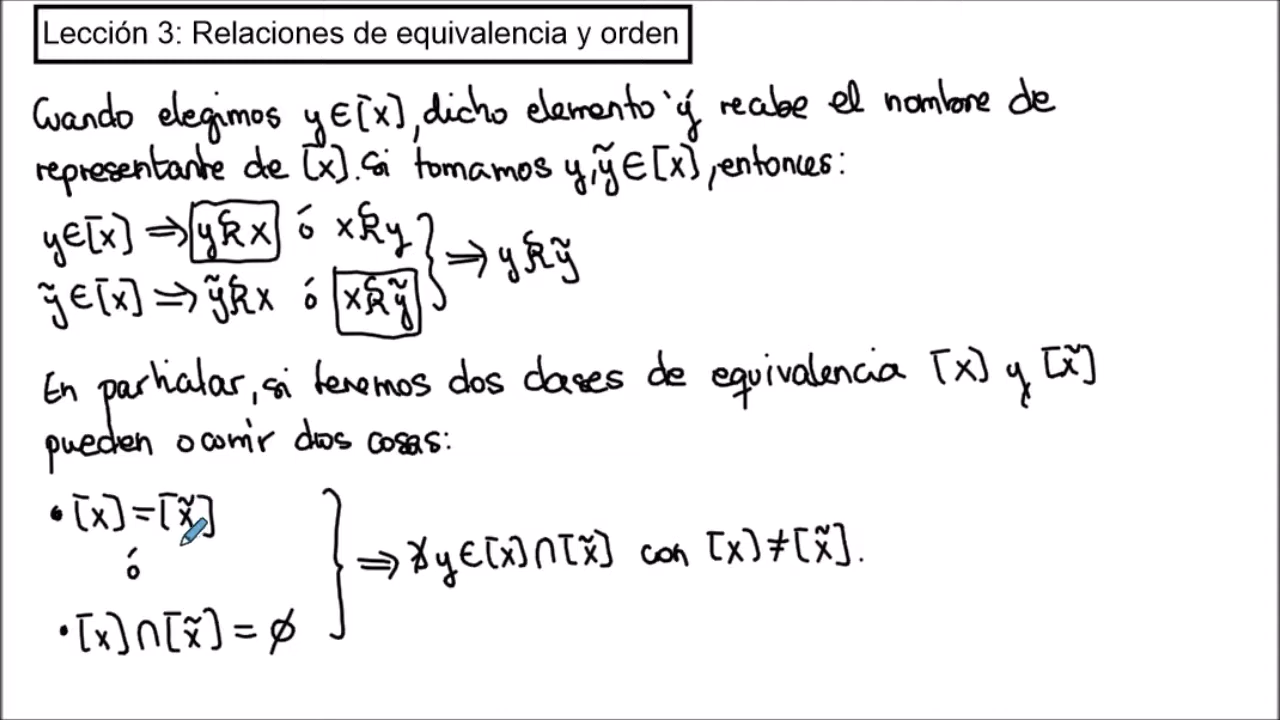 Lección 3: Relaciones de equivalencia y orden
Cuando elegimos y∈[x], dicho elemento 'y' recibe el nombre de
representante de [x]. Si tomamos y,ỹ∈[x], entonces:
y∈[x] ⟹ yℛx ó xℛy
ỹ∈[x] ⟹ ỹℛx ó xℛỹ } ⟹ yℛỹ
En particular, si tenemos dos clases de equivalencia [x] y [x̃]
pueden ocurrir dos cosas:
• [x]=[x̃]
ó
• [x]∩[x̃] = ∅ } ⟹ ∄y∈[x]∩[x̃] con [x]≠[x̃].